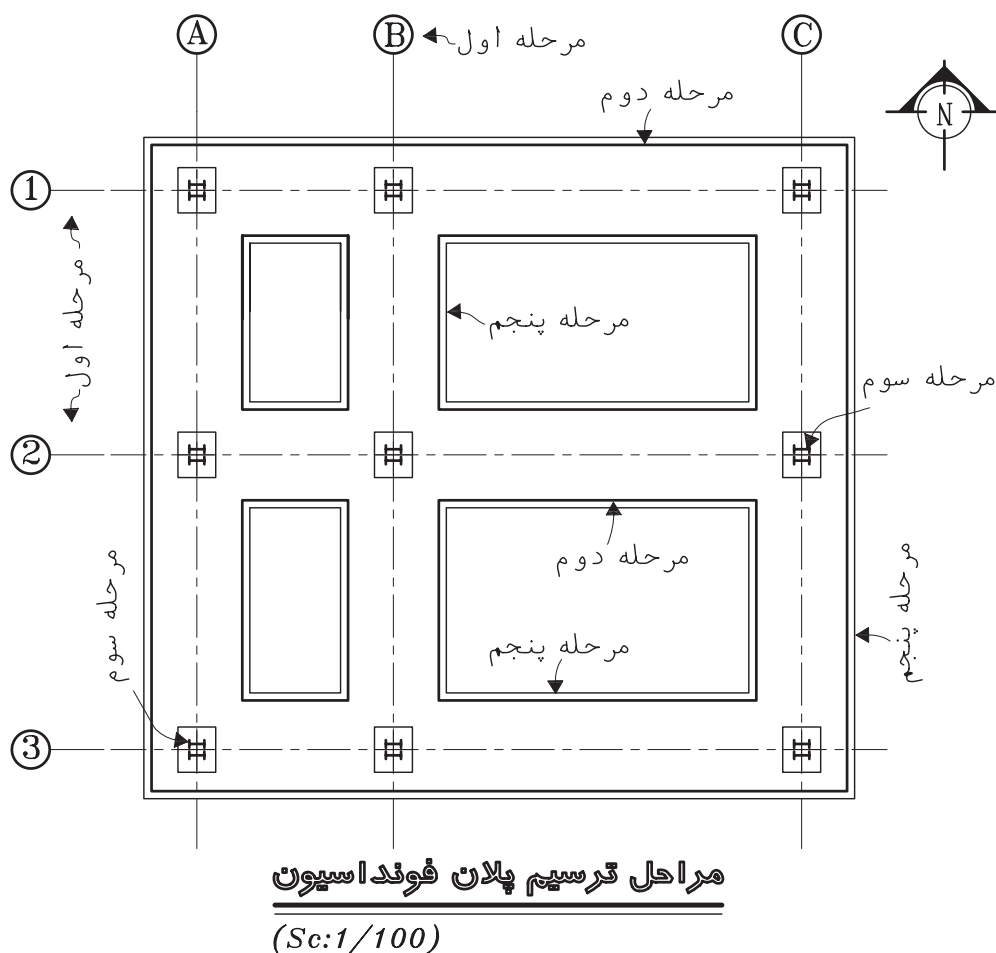 A
B
مرحله اول
C
مرحله دوم
N
1
مرحله اول
مرحله پنجم
مرحله سوم
2
مرحله دوم
مرحله سوم
مرحله پنجم
مرحله پنجم
3
مراحل ترسیم پلان فونداسیون
(Sc:1/100)